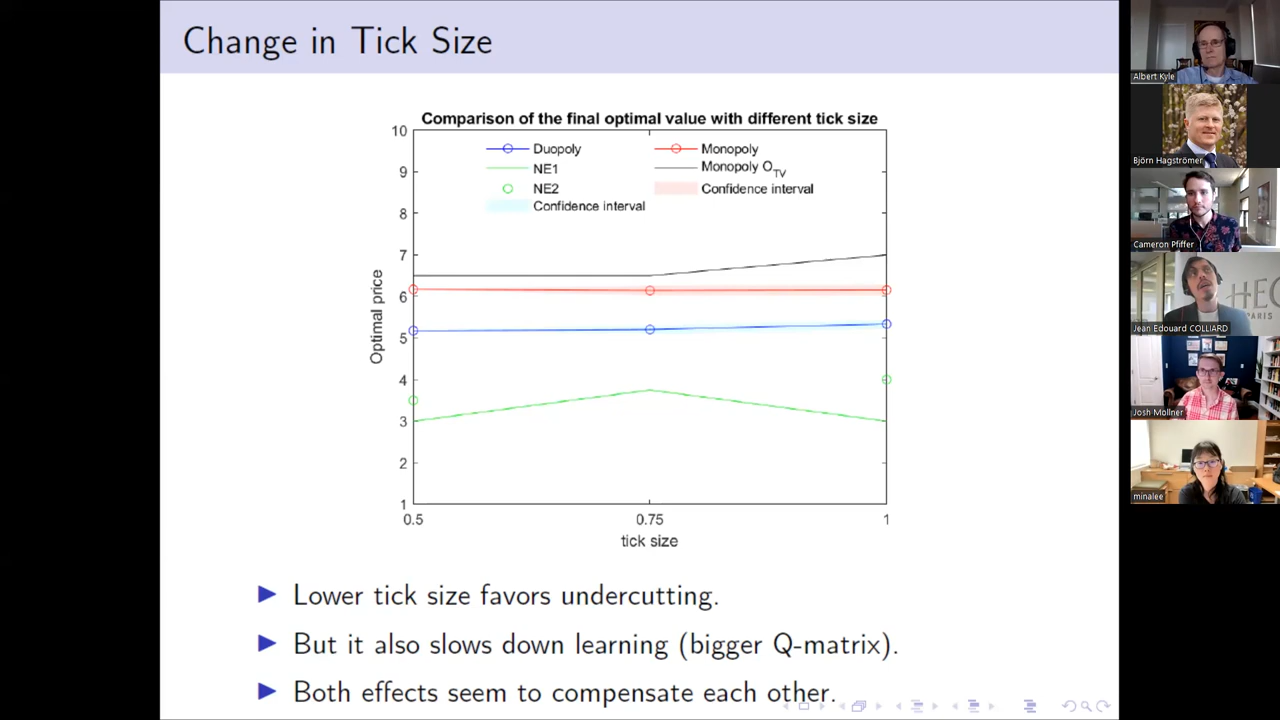 Change in Tick Size
Comparison of the final optimal value with different tick size
Duopoly
NE1
NE2
Confidence interval
Monopoly
Monopoly O_TV
Confidence interval
Optimal price
10
9
8
7
6
5
4
3
2
1
0.5
0.75
1
tick size
Lower tick size favors undercutting.
But it also slows down learning (bigger Q-matrix).
Both effects seem to compensate each other.
Albert Kyle
Björn Hagströmer
Cameron Pfiffer
HEC
PARIS
Jean Edouard COLLIARD
Josh Mollner
minalee